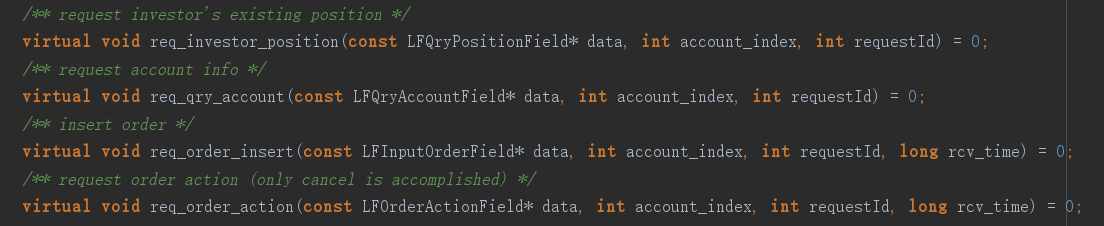 /** request investor's existing position */
virtual void req_investor_position(const LFQryPositionField* data, int account_index, int requestId) = 0;
/** request account info */
virtual void req_qry_account(const LFQryAccountField* data, int account_index, int requestId) = 0;
/** insert order */
virtual void req_order_insert(const LFInputOrderField* data, int account_index, int requestId, long rcv_time) = 0;
/** request order action (only cancel is accomplished) */
virtual void req_order_action(const LFOrderActionField* data, int account_index, int requestId, long rcv_time) = 0;